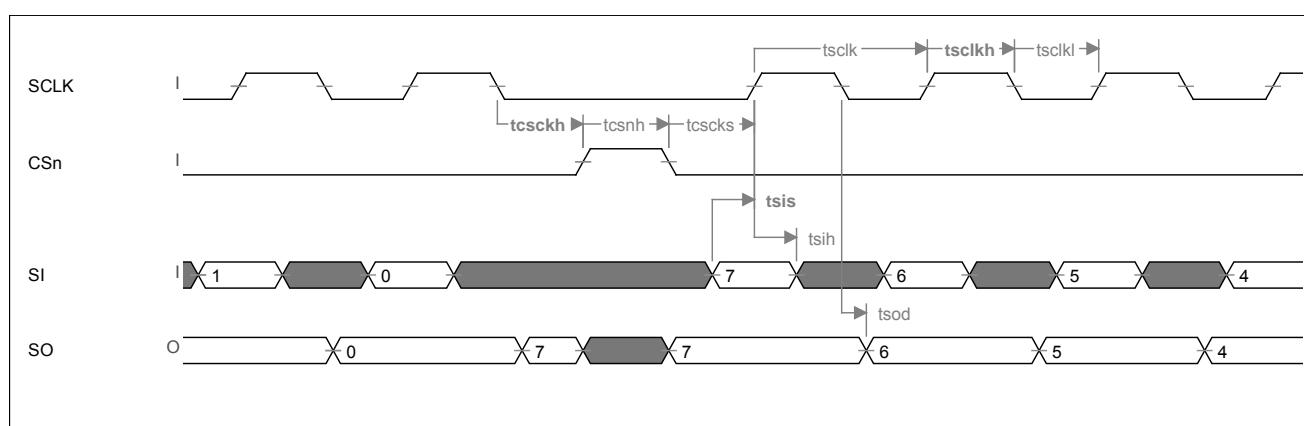 tsclk tsclkh tsclkl
SCLK I
tcsckh tcsnh tcscks
CSn I
tsis
tsih
SI I 1 0 7 6 5 4
tsod
SO O 0 7 7 6 5 4